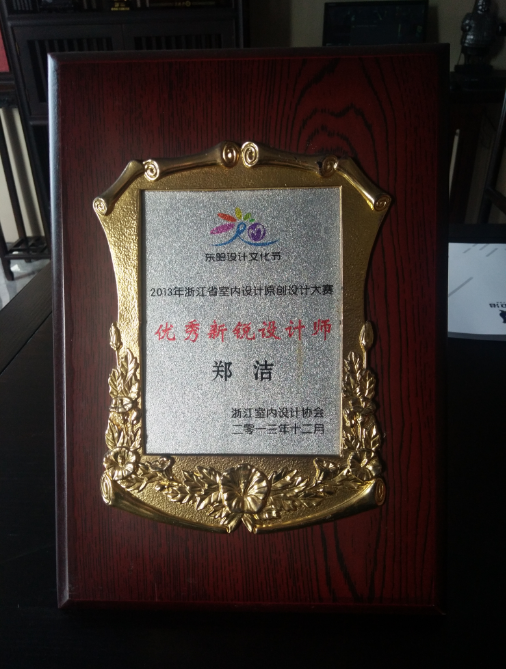 东部设计文化节
2013年浙江省室内设计原创设计大赛
优秀新锐设计师
郑 洁
浙江室内设计协会
二零一三年十二月